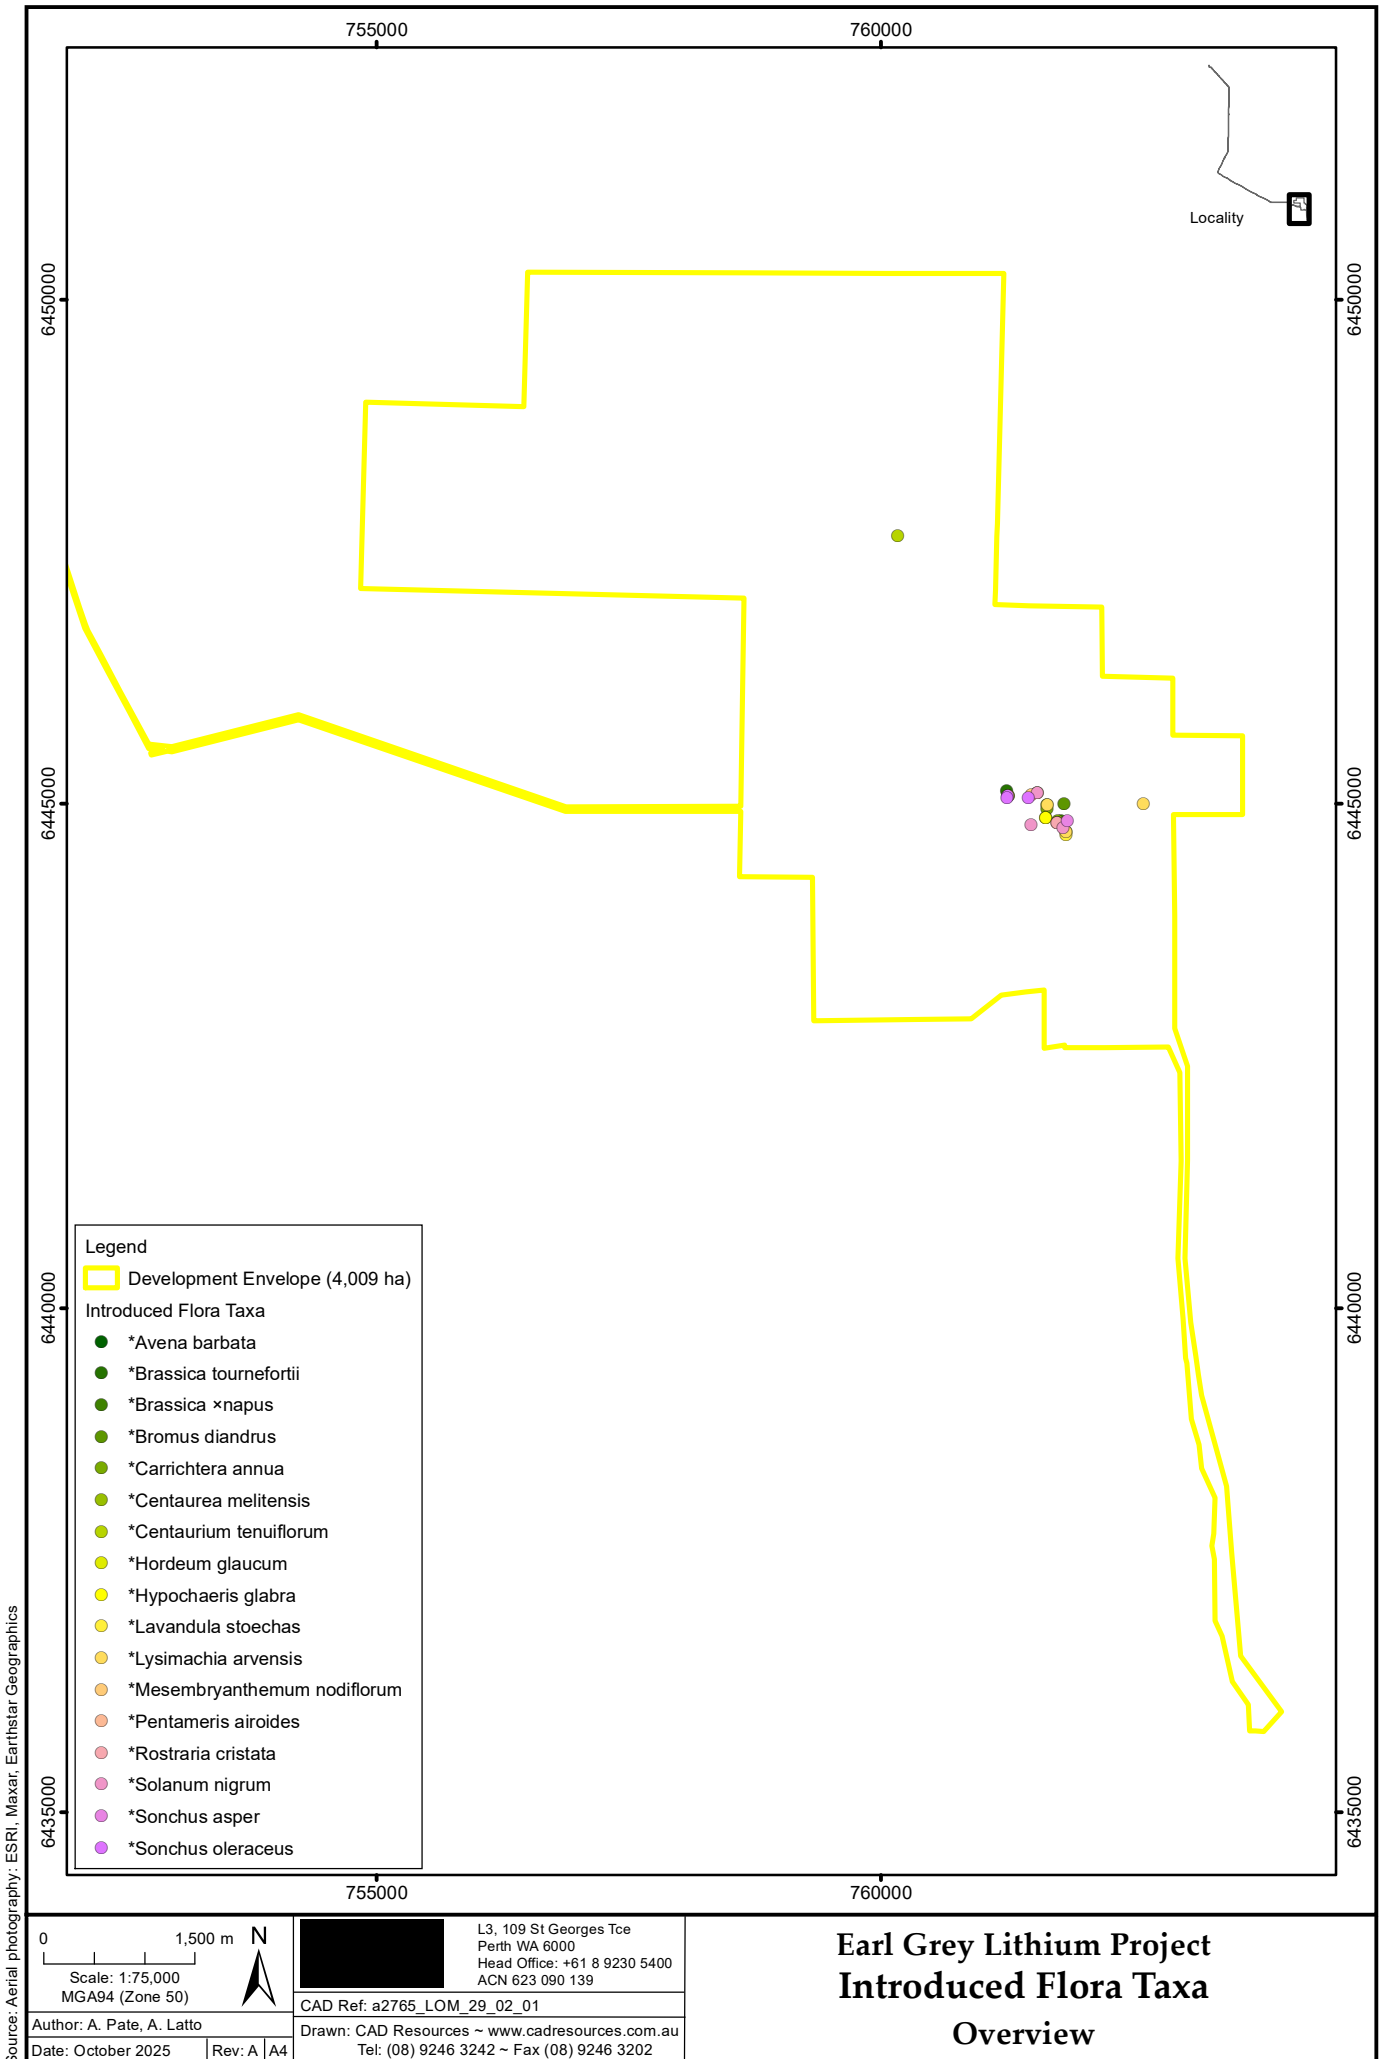 755000
760000
Locality
6450000
6450000
6445000
6445000
6440000
6440000
6435000
6435000
Legend
Development Envelope (4,009 ha)
Introduced Flora Taxa
*Avena barbata
*Brassica tournefortii
*Brassica ×napus
*Bromus diandrus
*Carrichtera annua
*Centaurea melitensis
*Centaurium tenuiflorum
*Hordeum glaucum
*Hypochaeris glabra
*Lavandula stoechas
*Lysimachia arvensis
*Mesembryanthemum nodiflorum
*Pentameris airoides
*Rostraria cristata
*Solanum nigrum
*Sonchus asper
*Sonchus oleraceus
755000
760000
Source: Aerial photography: ESRI, Maxar, Earthstar Geographics
0 1,500 m
N
Scale: 1:75,000
MGA94 (Zone 50)
Author: A. Pate, A. Latto
Date: October 2025 Rev: A A4
L3, 109 St Georges Tce
Perth WA 6000
Head Office: +61 8 9230 5400
ACN 623 090 139
CAD Ref: a2765_LOM_29_02_01
Drawn: CAD Resources ~ www.cadresources.com.au
Tel: (08) 9246 3242 ~ Fax (08) 9246 3202
Earl Grey Lithium Project
Introduced Flora Taxa
Overview